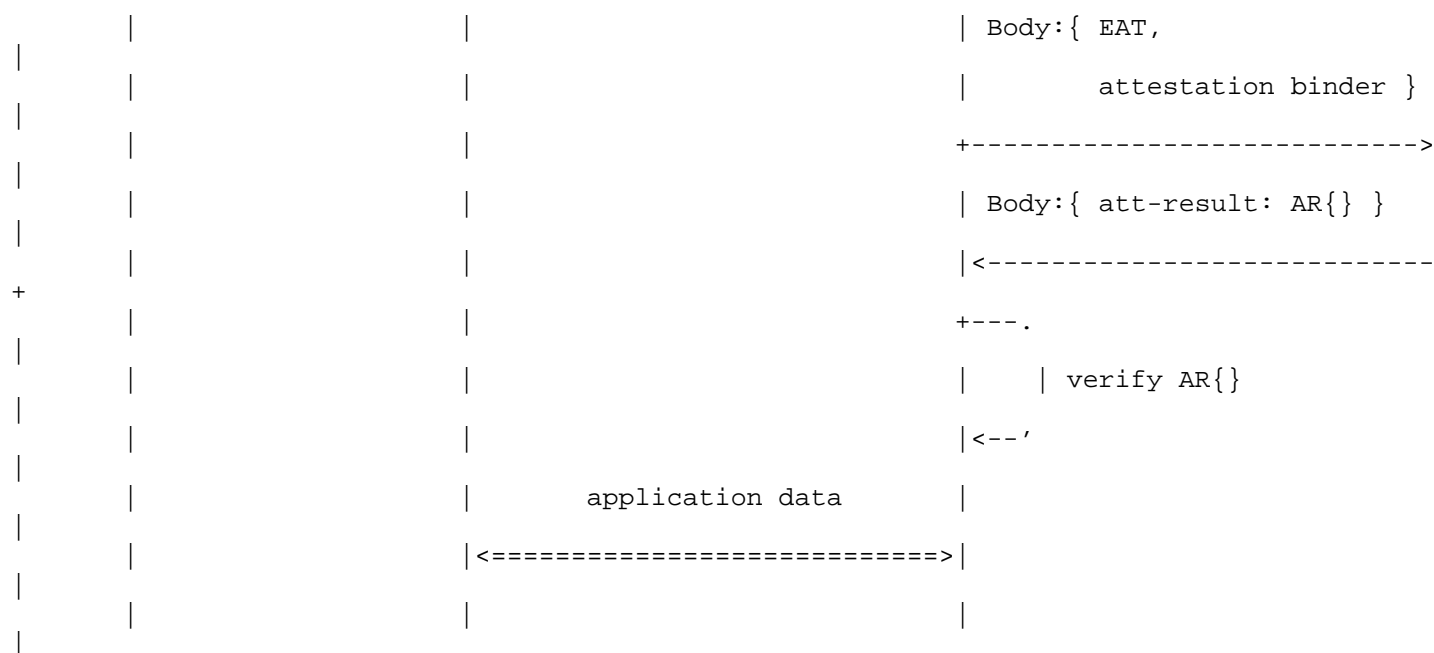 |                    |                             | Body:{ EAT,
|
       |                    |                             |        attestation binder }
|
       |                    |                             +---------------------------->
|
       |                    |                             | Body:{ att-result: AR{} }
|
       |                    |                             |<----------------------------
+
       |                    |                             +---.
|
       |                    |                             |    | verify AR{}
|
       |                    |                             |<--’
|
       |                    |       application data      |
|
       |                    |<============================>|
|
       |                    |                             |
|